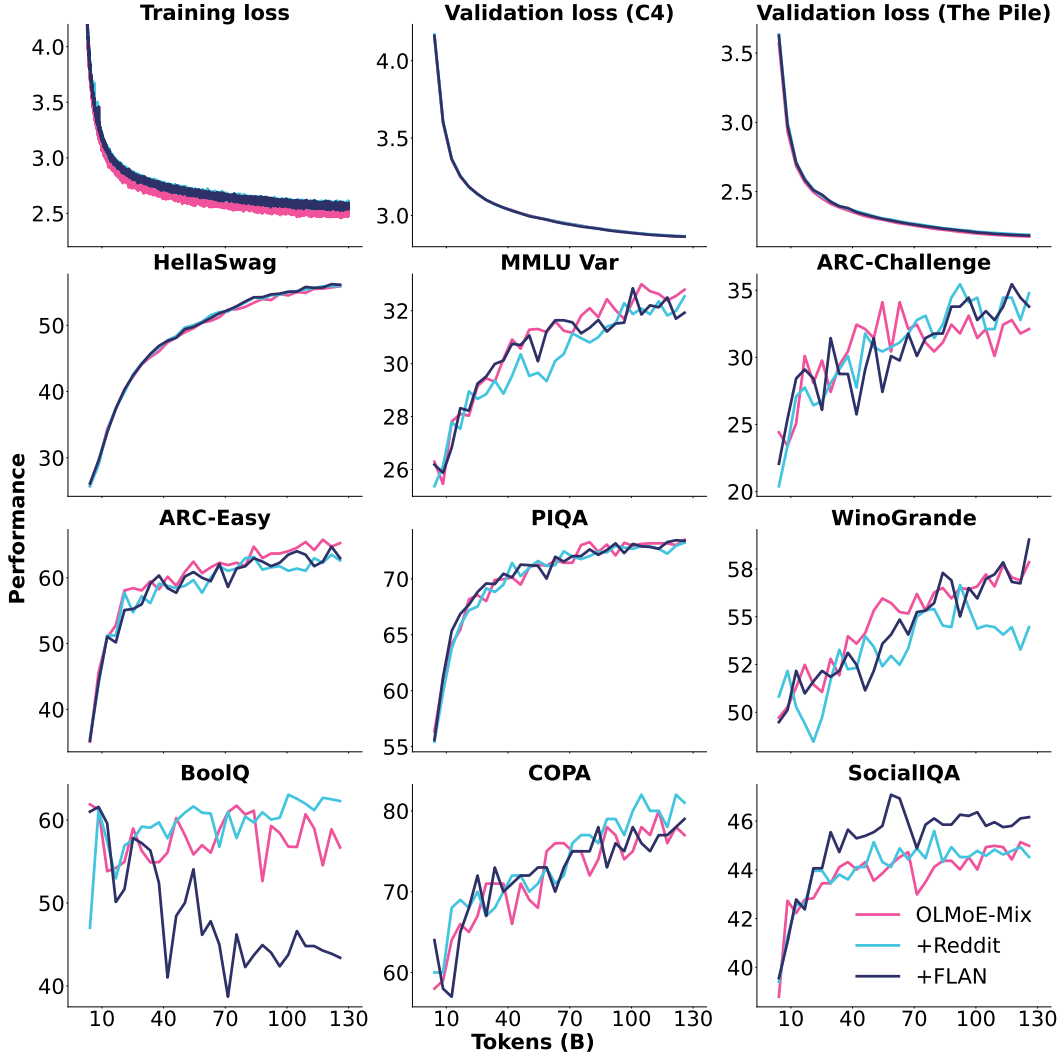 Training loss
Validation loss (C4)
Validation loss (The Pile)
4.0
3.5
3.0
2.5
4.0
3.5
3.0
3.5
3.0
2.5
HellaSwag
MMLU Var
ARC-Challenge
50
40
30
32
30
28
26
35
30
25
20
Performance
ARC-Easy
PIQA
WinoGrande
60
50
40
70
65
60
55
58
55
52
50
BoolQ
COPA
SocialIQA
60
50
40
80
70
60
46
44
42
40
OLMoE-Mix
+Reddit
+FLAN
10 40 70 100 130
10 40 70 100 130
10 40 70 100 130
Tokens (B)